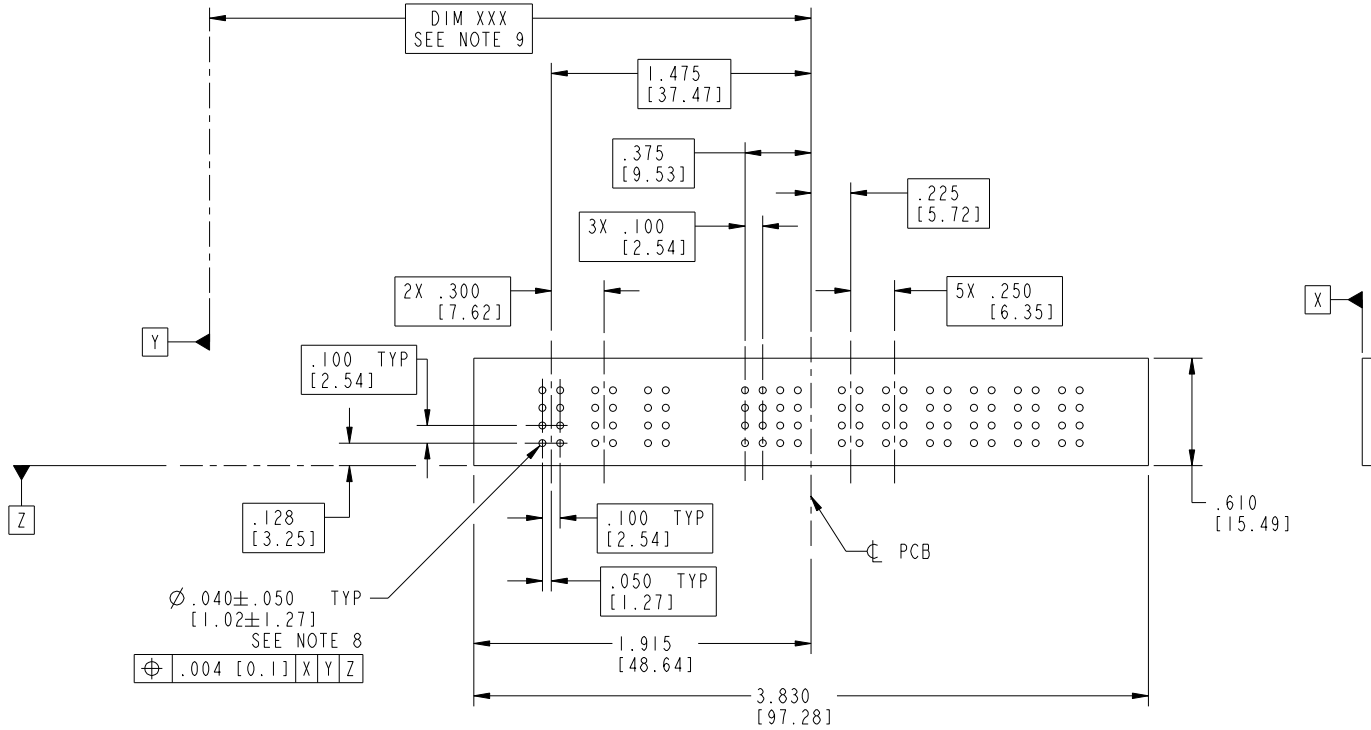 DIM XXX
SEE NOTE 9
1.475
[37.47]
.375
[9.53]
.225
[5.72]
3X .100
[2.54]
2X .300
[7.62]
5X .250
[6.35]
X
Y
.100 TYP
[2.54]
Z
.128
[3.25]
.100 TYP
[2.54]
.610
[15.49]
℄ PCB
.050 TYP
[1.27]
Ø.040±.050 TYP
[1.02±1.27]
SEE NOTE 8
⌖ .004 [0.1] X Y Z
1.915
[48.64]
3.830
[97.28]